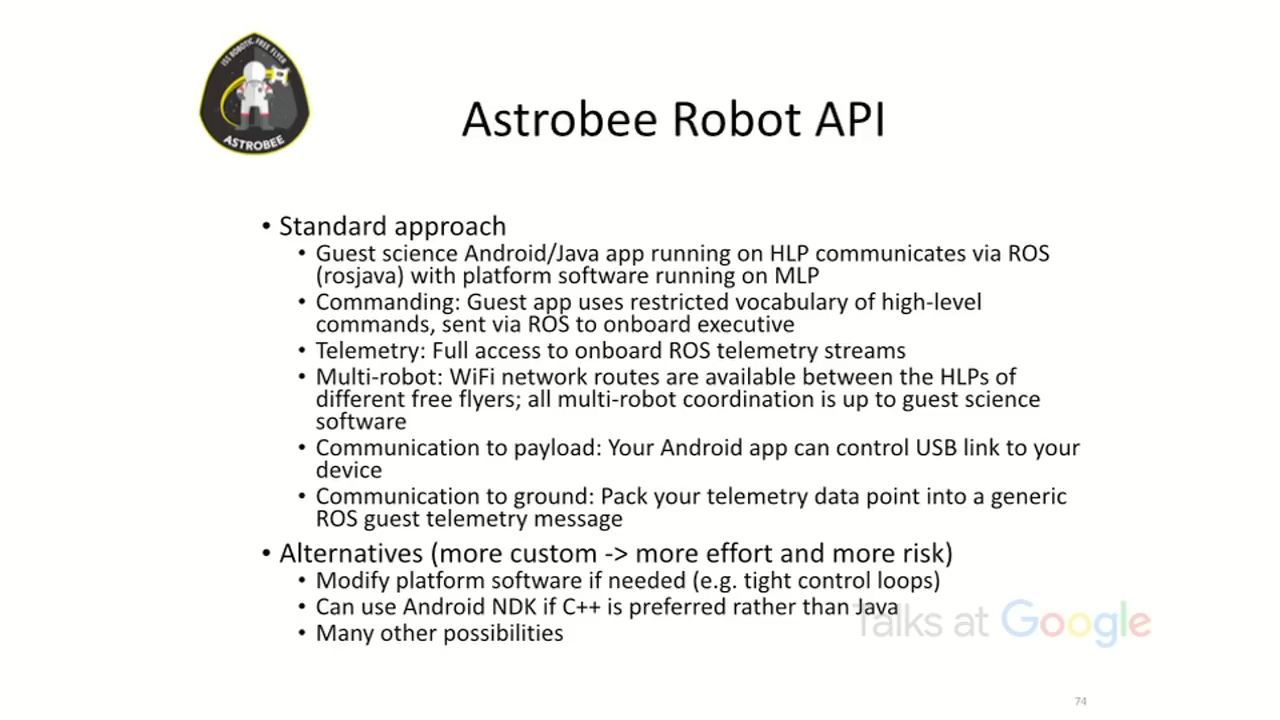 ISS ROBOTIC FREE FLYER
ASTROBEE
Astrobee Robot API
• Standard approach
• Guest science Android/Java app running on HLP communicates via ROS
(rosjava) with platform software running on MLP
• Commanding: Guest app uses restricted vocabulary of high-level
commands, sent via ROS to onboard executive
• Telemetry: Full access to onboard ROS telemetry streams
• Multi-robot: WiFi network routes are available between the HLPs of
different free flyers; all multi-robot coordination is up to guest science
software
• Communication to payload: Your Android app can control USB link to your
device
• Communication to ground: Pack your telemetry data point into a generic
ROS guest telemetry message
• Alternatives (more custom -> more effort and more risk)
• Modify platform software if needed (e.g. tight control loops)
• Can use Android NDK if C++ is preferred rather than Java
• Many other possibilities
Talks at Google
74